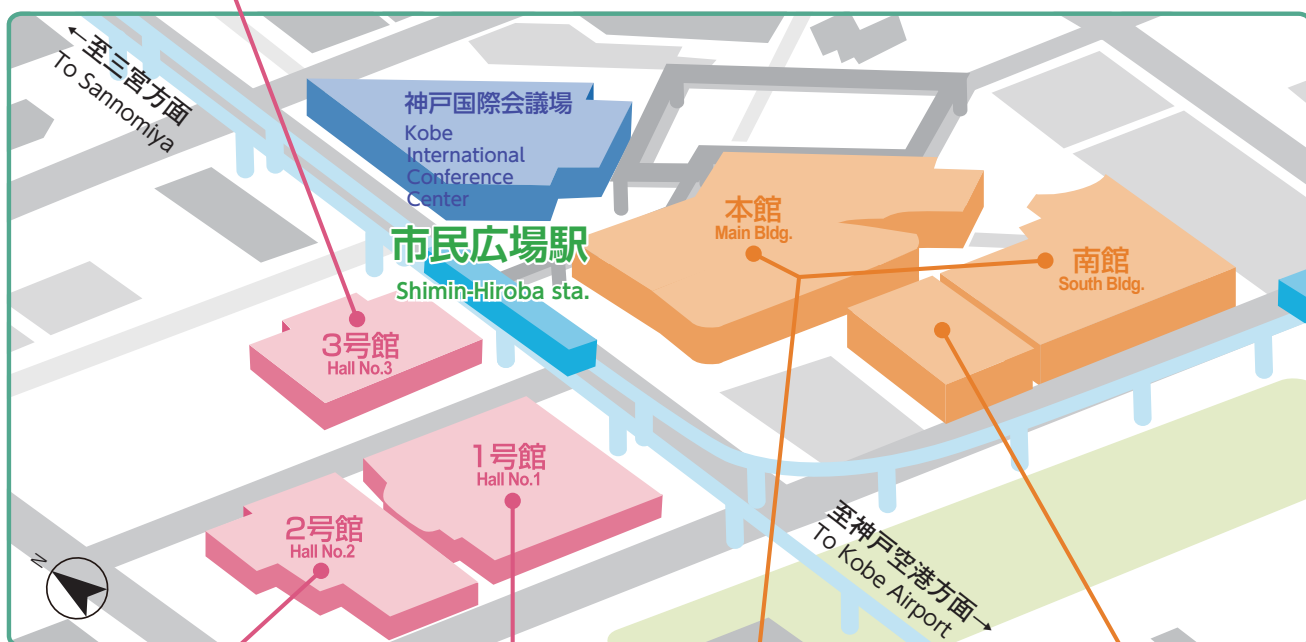 ←至三宮方面
To Sannomiya
神戸国際会議場
Kobe
International
Conference
Center
市民広場駅
Shimin-Hiroba sta.
本館
Main Bldg.
南館
South Bldg.
3号館
Hall No.3
1号館
Hall No.1
2号館
Hall No.2
至神戸空港方面→
To Kobe Airport
N